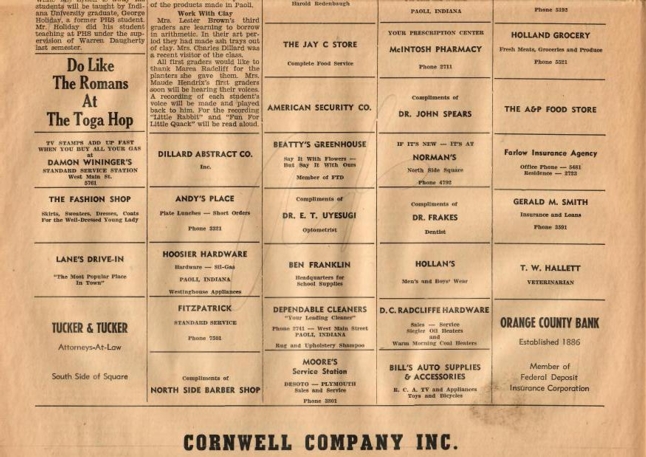 students will be taught by Indi-
ana University graduate, George
Holiday, a former PHS student.
Mr. Holiday did his student
teaching at PHS under the su-
pervision of Warren Daugherty
last semester.
Do Like
The Romans
At
The Toga Hop
TV STAMPS ADD UP FAST
WHEN YOU BUY ALL YOUR GAS
at
DAMON WININGER'S
STANDARD SERVICE STATION
West Main St.
5761
THE FASHION SHOP
Skirts, Sweaters, Dresses, Coats
For the Well-Dressed Young Lady
LANE'S DRIVE-IN
"The Most Popular Place
In Town"
TUCKER & TUCKER
Attorneys-At-Law
South Side of Square
of the products made in Paoli.
Work With Clay
Mrs. Lester Brown's third
graders are learning to borrow
in arithmetic. In their art per-
iod they had made ash trays out
of clay. Mrs. Charles Dillard was
a recent visitor of the class.
All first graders would like to
thank Marea Radcliff for the
planters she gave them. Mrs.
Maude Hendrix's first graders
soon will be hearing their voices.
A recording of each student's
voice will be made and played
back to him. For the recording
"Little Rabbit" and "Fun For
Little Quack" will be read aloud.
DILLARD ABSTRACT CO.
Inc.
ANDY'S PLACE
Plate Lunches — Short Orders
Phone 2321
HOOSIER HARDWARE
Hardware — Sil-Gas
PAOLI, INDIANA
Westinghouse Appliances
FITZPATRICK
STANDARD SERVICE
Phone 7501
Compliments of
NORTH SIDE BARBER SHOP
Harold Redenbaugh
THE JAY C STORE
Complete Food Service
AMERICAN SECURITY CO.
BEATTY'S GREENHOUSE
Say It With Flowers —
But Say It With Ours
Member of FTD
Compliments of
DR. E. T. UYESUGI
Optometrist
BEN FRANKLIN
Headquarters for
School Supplies
DEPENDABLE CLEANERS
"Your Leading Cleaner"
Phone 3741 — West Main Street
PAOLI, INDIANA
Rug and Upholstery Shampoo
MOORE'S
Service Station
DESOTO — PLYMOUTH
Sales and Service
Phone 3801
PAOLI, INDIANA
YOUR PRESCRIPTION CENTER
McINTOSH PHARMACY
Phone 3711
Compliments of
DR. JOHN SPEARS
IF IT'S NEW — IT'S AT
NORMAN'S
North Side Square
Phone 4792
Compliments of
DR. FRAKES
Dentist
HOLLAN'S
Men's and Boys' Wear
D. C. RADCLIFFE HARDWARE
Sales — Service
Siegler Oil Heaters
and
Warm Morning Coal Heaters
BILL'S AUTO SUPPLIES
& ACCESSORIES
R. C. A. TV and Appliances
Toys and Bicycles
Phone 3193
HOLLAND GROCERY
Fresh Meats, Groceries and Produce
Phone 5521
THE A&P FOOD STORE
Farlow Insurance Agency
Office Phone — 3481
Residence — 2723
GERALD M. SMITH
Insurance and Loans
Phone 3591
T. W. HALLETT
VETERINARIAN
ORANGE COUNTY BANK
Established 1886
Member of
Federal Deposit
Insurance Corporation
CORNWELL COMPANY INC.